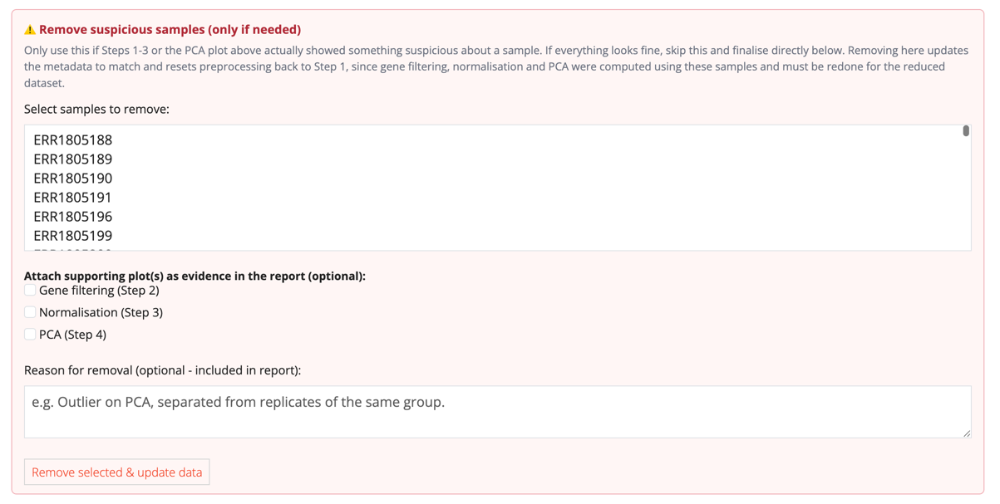 ⚠ Remove suspicious samples (only if needed)
Only use this if Steps 1-3 or the PCA plot above actually showed something suspicious about a sample. If everything looks fine, skip this and finalise directly below. Removing here updates
the metadata to match and resets preprocessing back to Step 1, since gene filtering, normalisation and PCA were computed using these samples and must be redone for the reduced
dataset.
Select samples to remove:
ERR1805188
ERR1805189
ERR1805190
ERR1805191
ERR1805196
ERR1805199
Attach supporting plot(s) as evidence in the report (optional):
Gene filtering (Step 2)
Normalisation (Step 3)
PCA (Step 4)
Reason for removal (optional - included in report):
e.g. Outlier on PCA, separated from replicates of the same group.
Remove selected & update data